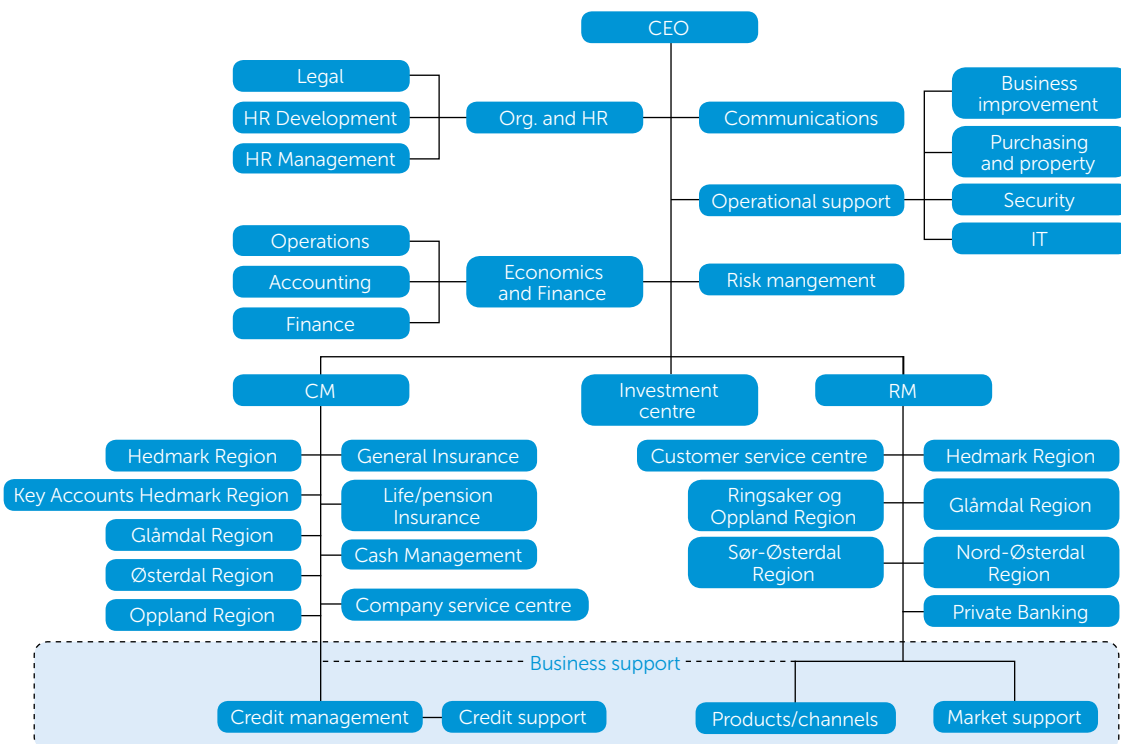 CEO
Legal
HR Development
HR Management
Org. and HR
Communications
Business
improvement
Purchasing
and property
Operational support
Security
IT
Operations
Accounting
Finance
Economics
and Finance
Risk mangement
CM
Investment
centre
RM
Hedmark Region
General Insurance
Key Accounts Hedmark Region
Life/pension
Insurance
Glåmdal Region
Cash Management
Østerdal Region
Company service centre
Oppland Region
Customer service centre
Hedmark Region
Ringsaker og
Oppland Region
Glåmdal Region
Sør-Østerdal
Region
Nord-Østerdal
Region
Private Banking
Business support
Credit management
Credit support
Products/channels
Market support